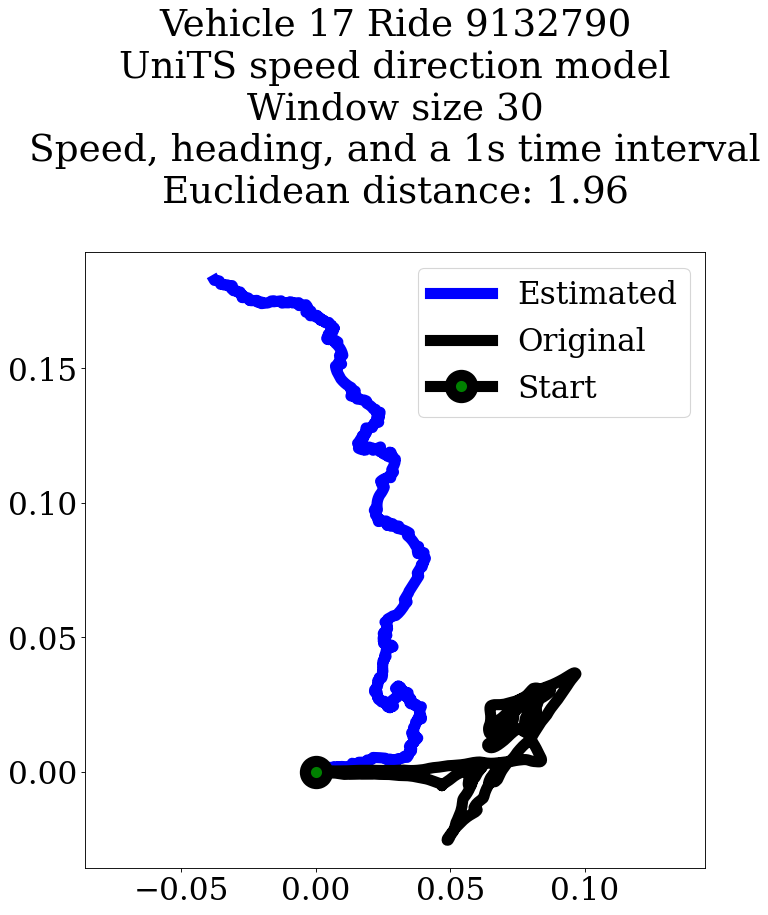 Vehicle 17 Ride 9132790
UniTS speed direction model
Window size 30
Speed, heading, and a 1s time interval
Euclidean distance: 1.96
Estimated
Original
Start
0.15
0.10
0.05
0.00
−0.05 0.00 0.05 0.10